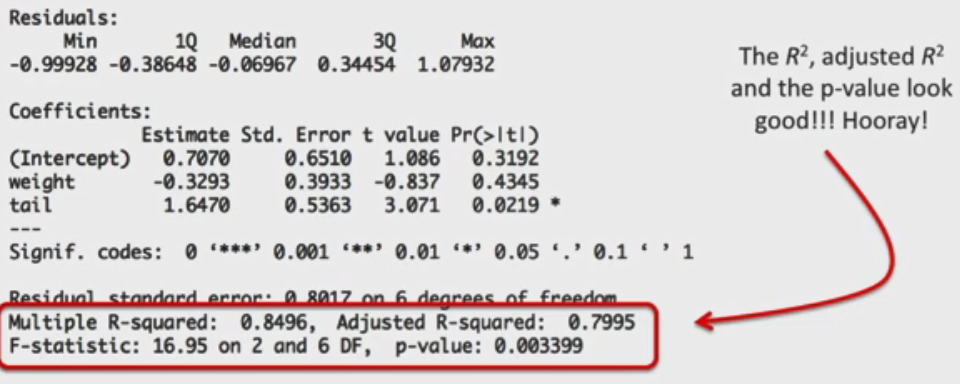 Residuals:
Min 1Q Median 3Q Max
-0.99928 -0.38648 -0.06967 0.34454 1.07932
Coefficients:
Estimate Std. Error t value Pr(>|t|)
(Intercept) 0.7070 0.6510 1.086 0.3192
weight -0.3293 0.3933 -0.837 0.4345
tail 1.6470 0.5363 3.071 0.0219 *
---
Signif. codes: 0 ‘***’ 0.001 ‘**’ 0.01 ‘*’ 0.05 ‘.’ 0.1 ‘ ’ 1
Residual standard error: 0.8017 on 6 degrees of freedom
Multiple R-squared: 0.8496, Adjusted R-squared: 0.7995
F-statistic: 16.95 on 2 and 6 DF, p-value: 0.003399
The R², adjusted R²
and the p-value look
good!!! Hooray!